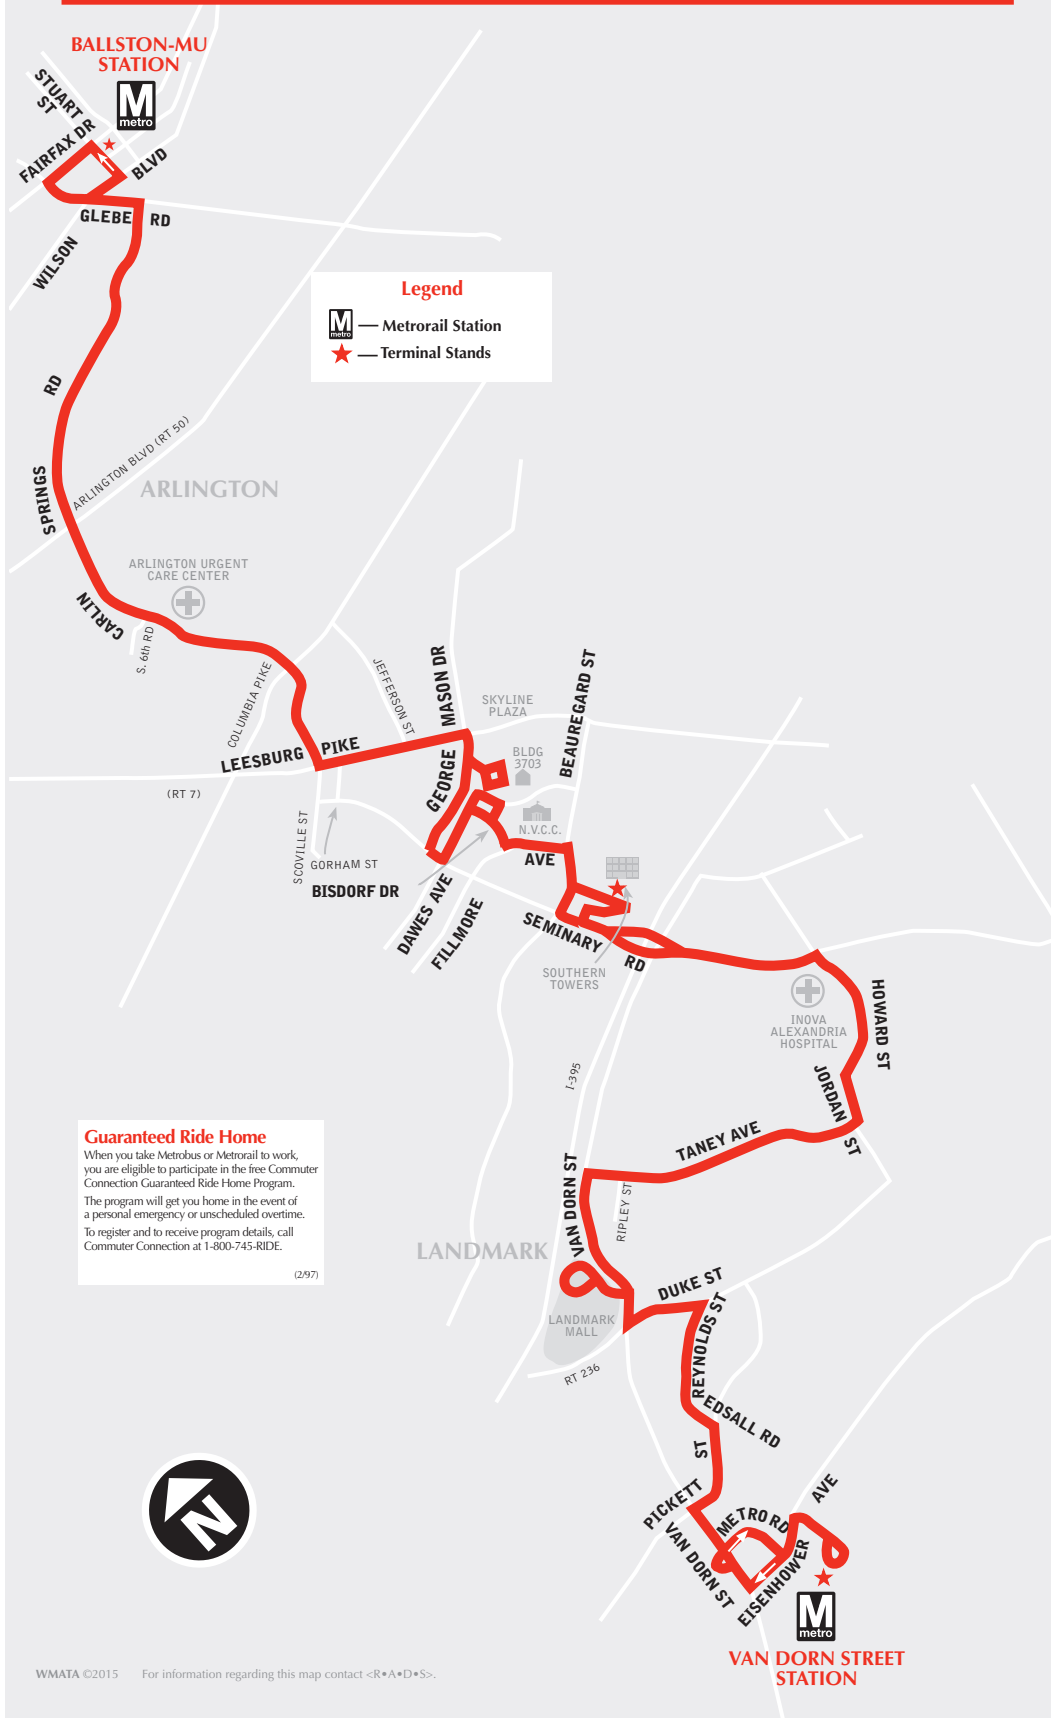 BALLSTON-MU
STATION
STUART
ST
M
metro
FAIRFAX DR
BLVD
GLEBE RD
WILSON
Legend
M
metro
— Metrorail Station
— Terminal Stands
RD
ARLINGTON BLVD (RT 50)
SPRINGS
ARLINGTON
ARLINGTON URGENT
CARE CENTER
CARLIN
S. 6th RD
COLUMBIA PIKE
JEFFERSON ST
MASON DR
BEAUREGARD ST
SKYLINE
PLAZA
LEESBURG PIKE
BLDG
3703
GEORGE
(RT 7)
N.V.C.C.
SCOVILLE ST
GORHAM ST
AVE
BISDORF DR
DAWES AVE
FILLMORE
SEMINARY
RD
SOUTHERN
TOWERS
HOWARD ST
INOVA
ALEXANDRIA
HOSPITAL
I-395
JORDAN
ST
TANEY AVE
Guaranteed Ride Home
When you take Metrobus or Metrorail to work,
you are eligible to participate in the free Commuter
Connection Guaranteed Ride Home Program.
The program will get you home in the event of
a personal emergency or unscheduled overtime.
To register and to receive program details, call
Commuter Connection at 1-800-745-RIDE.
(2/97)
VAN DORN ST
RIPLEY ST
LANDMARK
DUKE ST
LANDMARK
MALL
REYNOLDS ST
RT 236
EDSALL RD
ST
PICKETT
AVE
METRO RD
VAN DORN ST
EISENHOWER
N
M
metro
VAN DORN STREET
STATION
WMATA ©2015 For information regarding this map contact <R•A•D•S>.